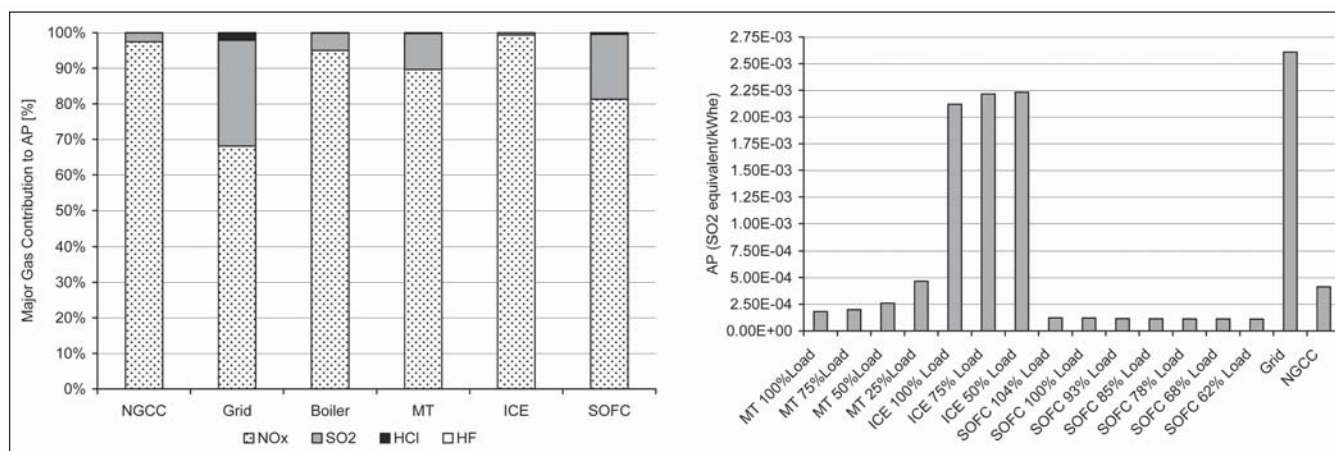 Major Gas Contribution to AP [%]
100%
90%
80%
70%
60%
50%
40%
30%
20%
10%
0%
NGCC Grid Boiler MT ICE SOFC
NOx SO2 HCl HF
AP (SO2 equivalent/kWhe)
2.75E-03
2.50E-03
2.25E-03
2.00E-03
1.75E-03
1.50E-03
1.25E-03
1.00E-03
7.50E-04
5.00E-04
2.50E-04
0.00E+00
MT 100%Load
MT 75%Load
MT 50%Load
MT 25%Load
ICE 100% Load
ICE 75% Load
ICE 50% Load
SOFC 104% Load
SOFC 100% Load
SOFC 93% Load
SOFC 85% Load
SOFC 78% Load
SOFC 68% Load
SOFC 62% Load
Grid
NGCC